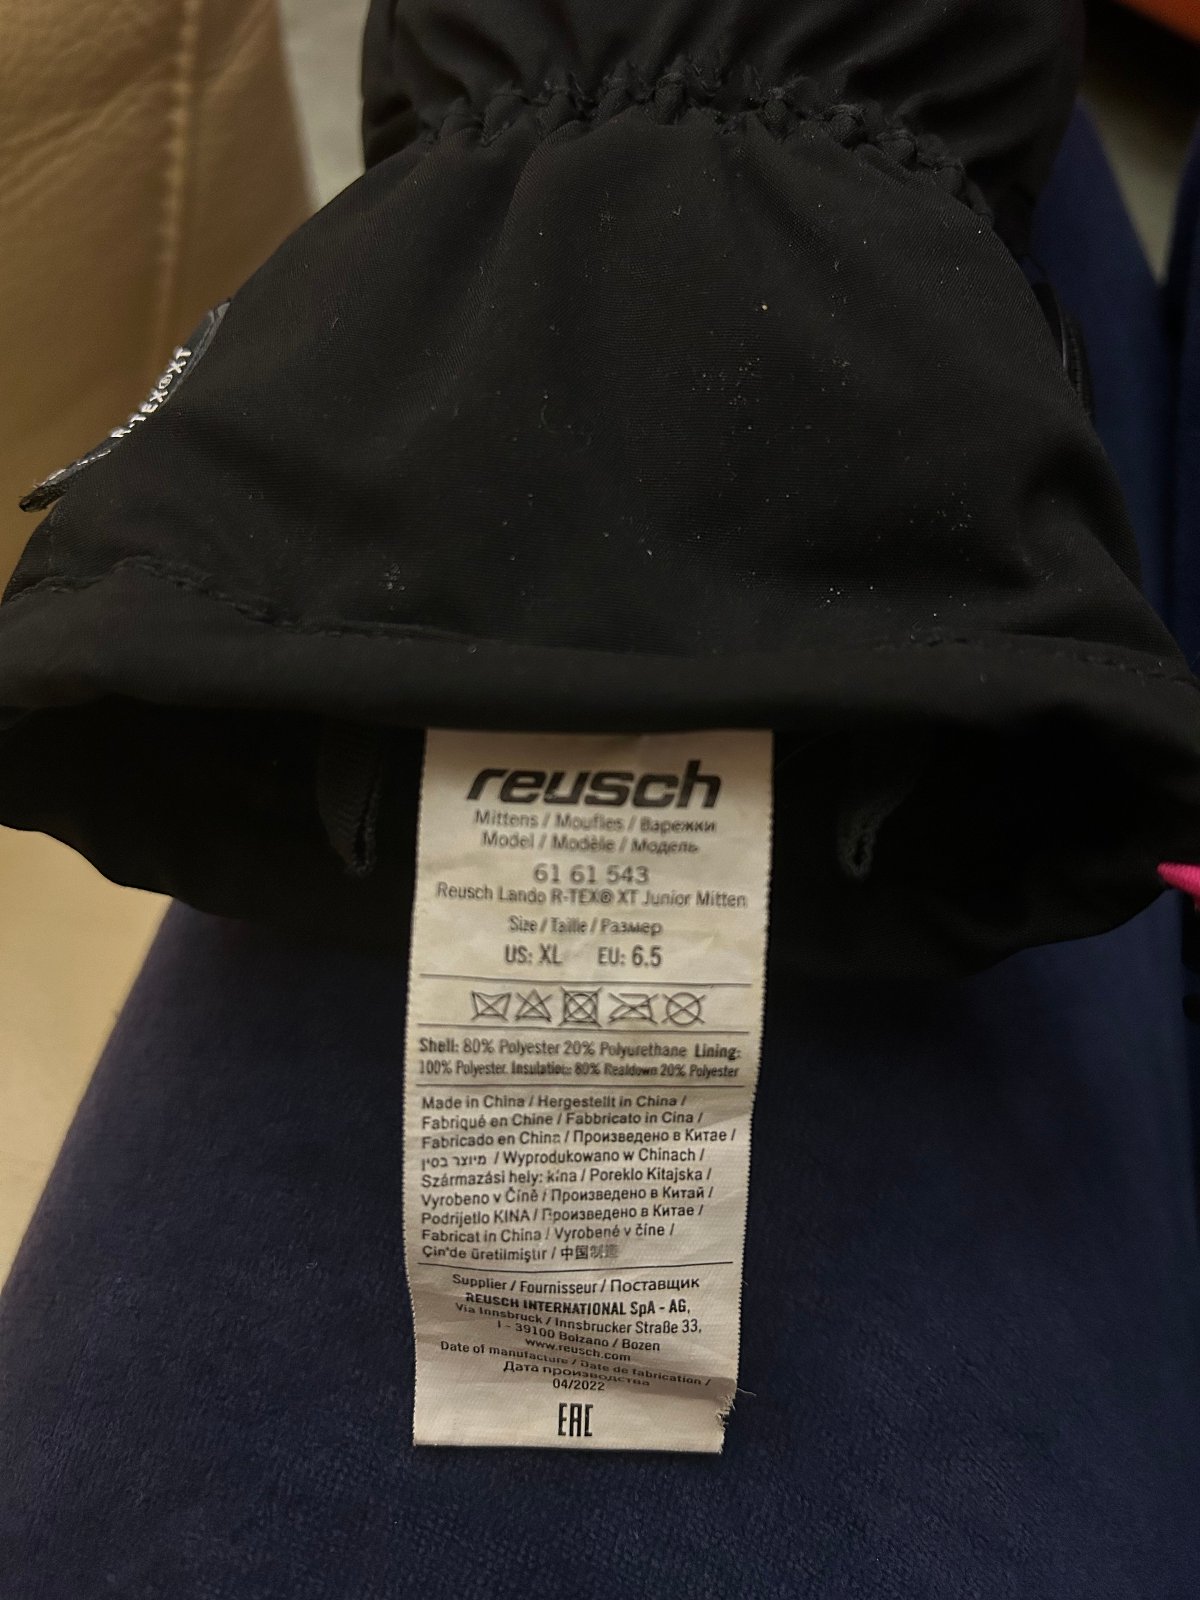 R-TEX®XT
reusch
Mittens / Moufles / Варежки
Model / Modèle / Модель
61 61 543
Reusch Lando R-TEX® XT Junior Mitten
Size / Taille / Размер
US: XL EU: 6.5
Shell: 80% Polyester 20% Polyurethane Lining:
100% Polyester. Insulation: 80% Realdown 20% Polyester
Made in China / Hergestellt in China /
Fabriqué en Chine / Fabbricato in Cina /
Fabricado en China / Произведено в Китае /
מיוצר בסין / Wyprodukowano w Chinach /
Származási hely: kína / Poreklo Kitajska /
Vyrobeno v Číně / Произведено в Китай /
Podrijetlo KINA / Произведено в Китае /
Fabricat in China / Vyrobené v číne /
Çin'de üretilmiştir / 中国制造
Supplier / Fournisseur / Поставщик
REUSCH INTERNATIONAL SpA - AG,
Via Innsbruck / Innsbrucker Straße 33,
I - 39100 Bolzano / Bozen
www.reusch.com
Date of manufacture / Date de fabrication /
Дата производства
04/2022
EAC